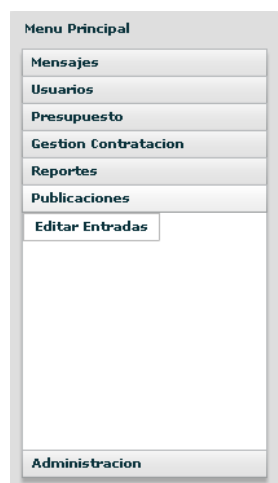 Menu Principal
Mensajes
Usuarios
Presupuesto
Gestion Contratacion
Reportes
Publicaciones
Editar Entradas
Administracion